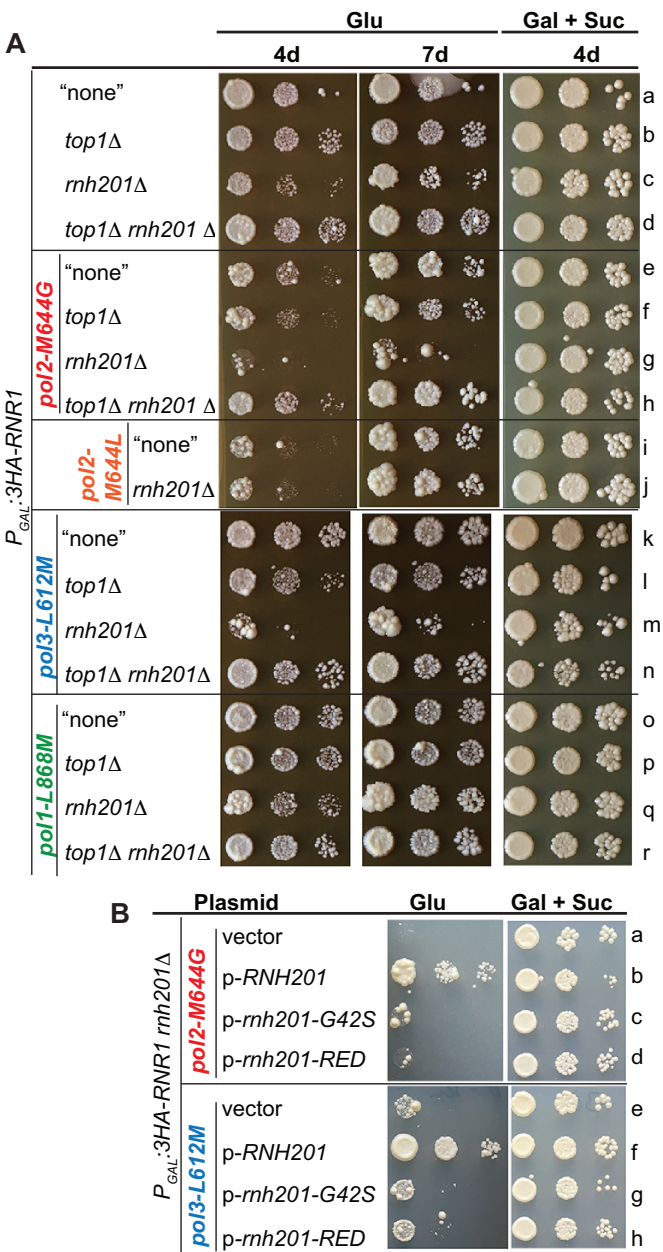 A
Glu Gal + Suc
4d 7d 4d
P_GAL:3HA-RNR1
"none" a
top1Δ b
rnh201Δ c
top1Δ rnh201 Δ d
pol2-M644G
"none" e
top1Δ f
rnh201Δ g
top1Δ rnh201 Δ h
pol2-
M644L
"none" i
rnh201Δ j
pol3-L612M
"none" k
top1Δ l
rnh201Δ m
top1Δ rnh201Δ n
pol1-L868M
"none" o
top1Δ p
rnh201Δ q
top1Δ rnh201Δ r
B
Plasmid Glu Gal + Suc
P_GAL:3HA-RNR1 rnh201Δ
pol2-M644G
vector a
p-RNH201 b
p-rnh201-G42S c
p-rnh201-RED d
pol3-L612M
vector e
p-RNH201 f
p-rnh201-G42S g
p-rnh201-RED h